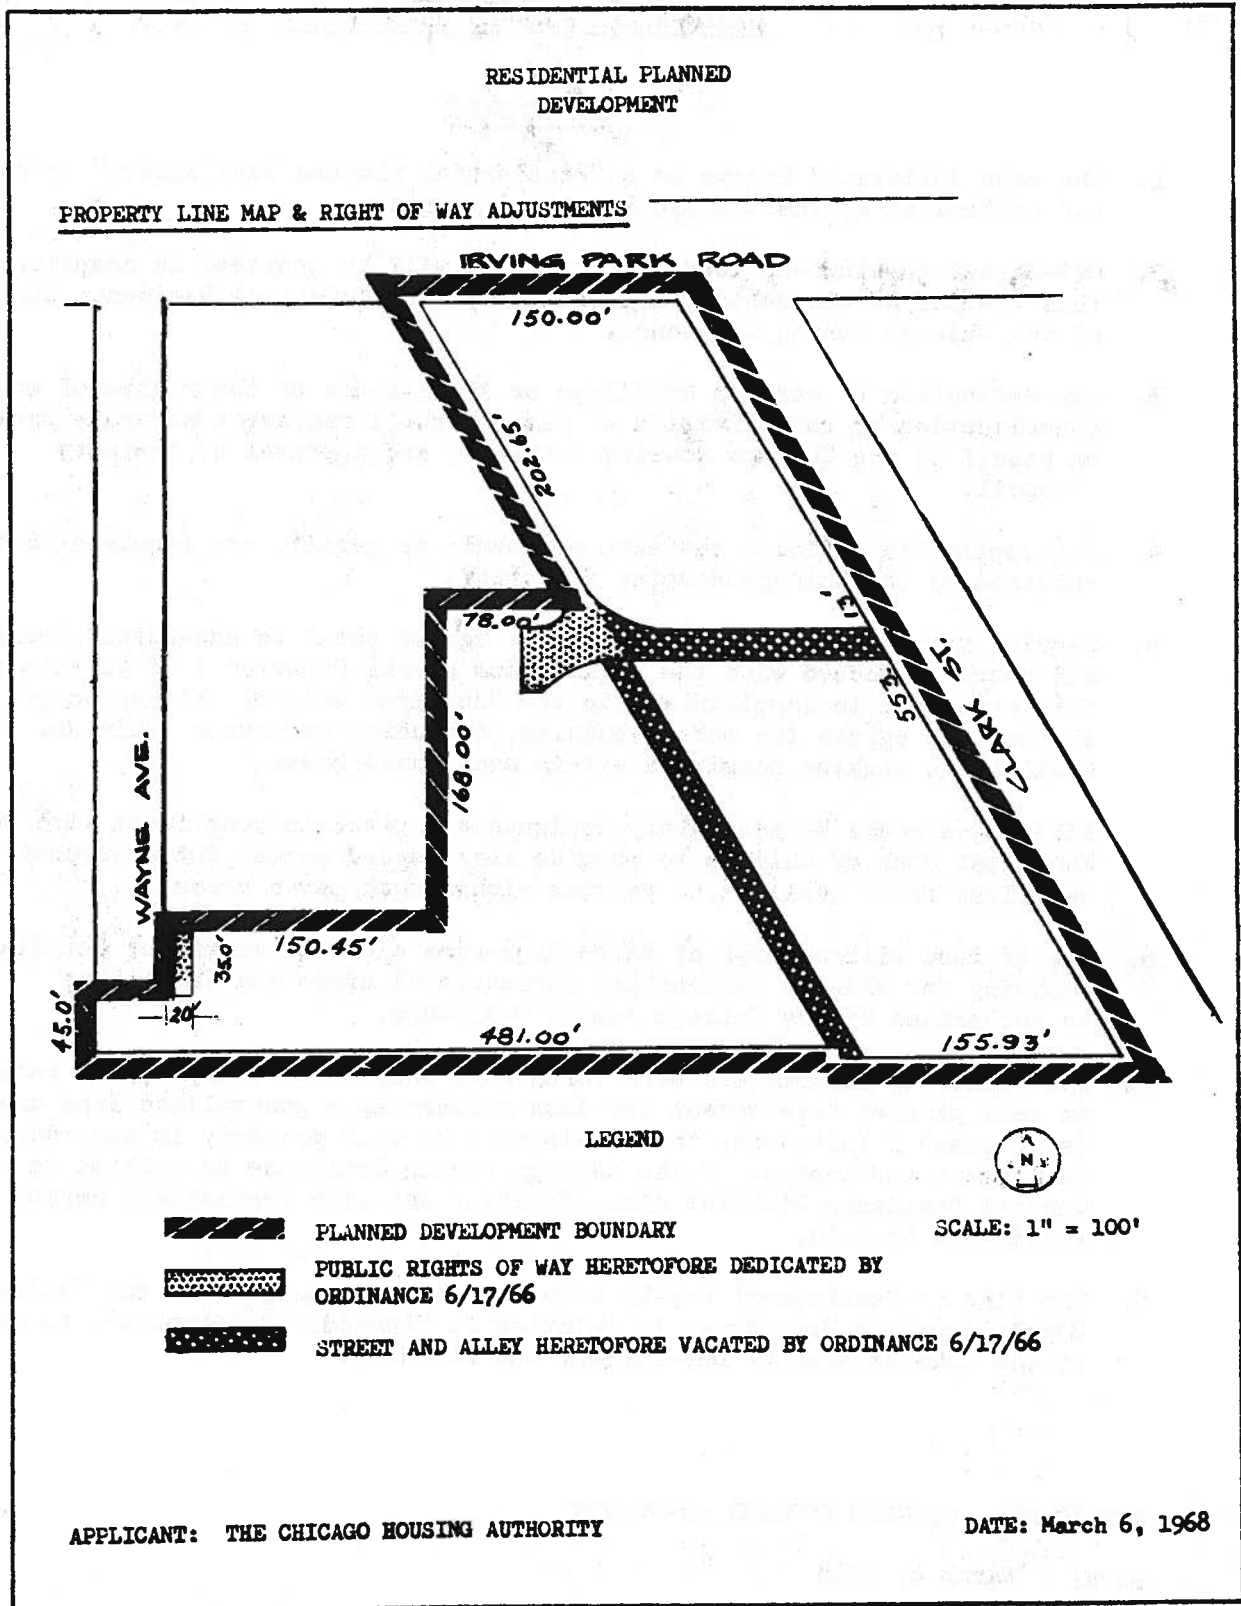 RESIDENTIAL PLANNED
DEVELOPMENT
PROPERTY LINE MAP & RIGHT OF WAY ADJUSTMENTS
IRVING PARK ROAD
150.00'
202.65'
78.00'
553.13'
CLARK ST.
168.00'
WAYNE AVE.
150.45'
35.0'
20'
45.0'
481.00'
155.93'
LEGEND
N
PLANNED DEVELOPMENT BOUNDARY
SCALE: 1" = 100'
PUBLIC RIGHTS OF WAY HERETOFORE DEDICATED BY
ORDINANCE 6/17/66
STREET AND ALLEY HERETOFORE VACATED BY ORDINANCE 6/17/66
APPLICANT: THE CHICAGO HOUSING AUTHORITY
DATE: March 6, 1968